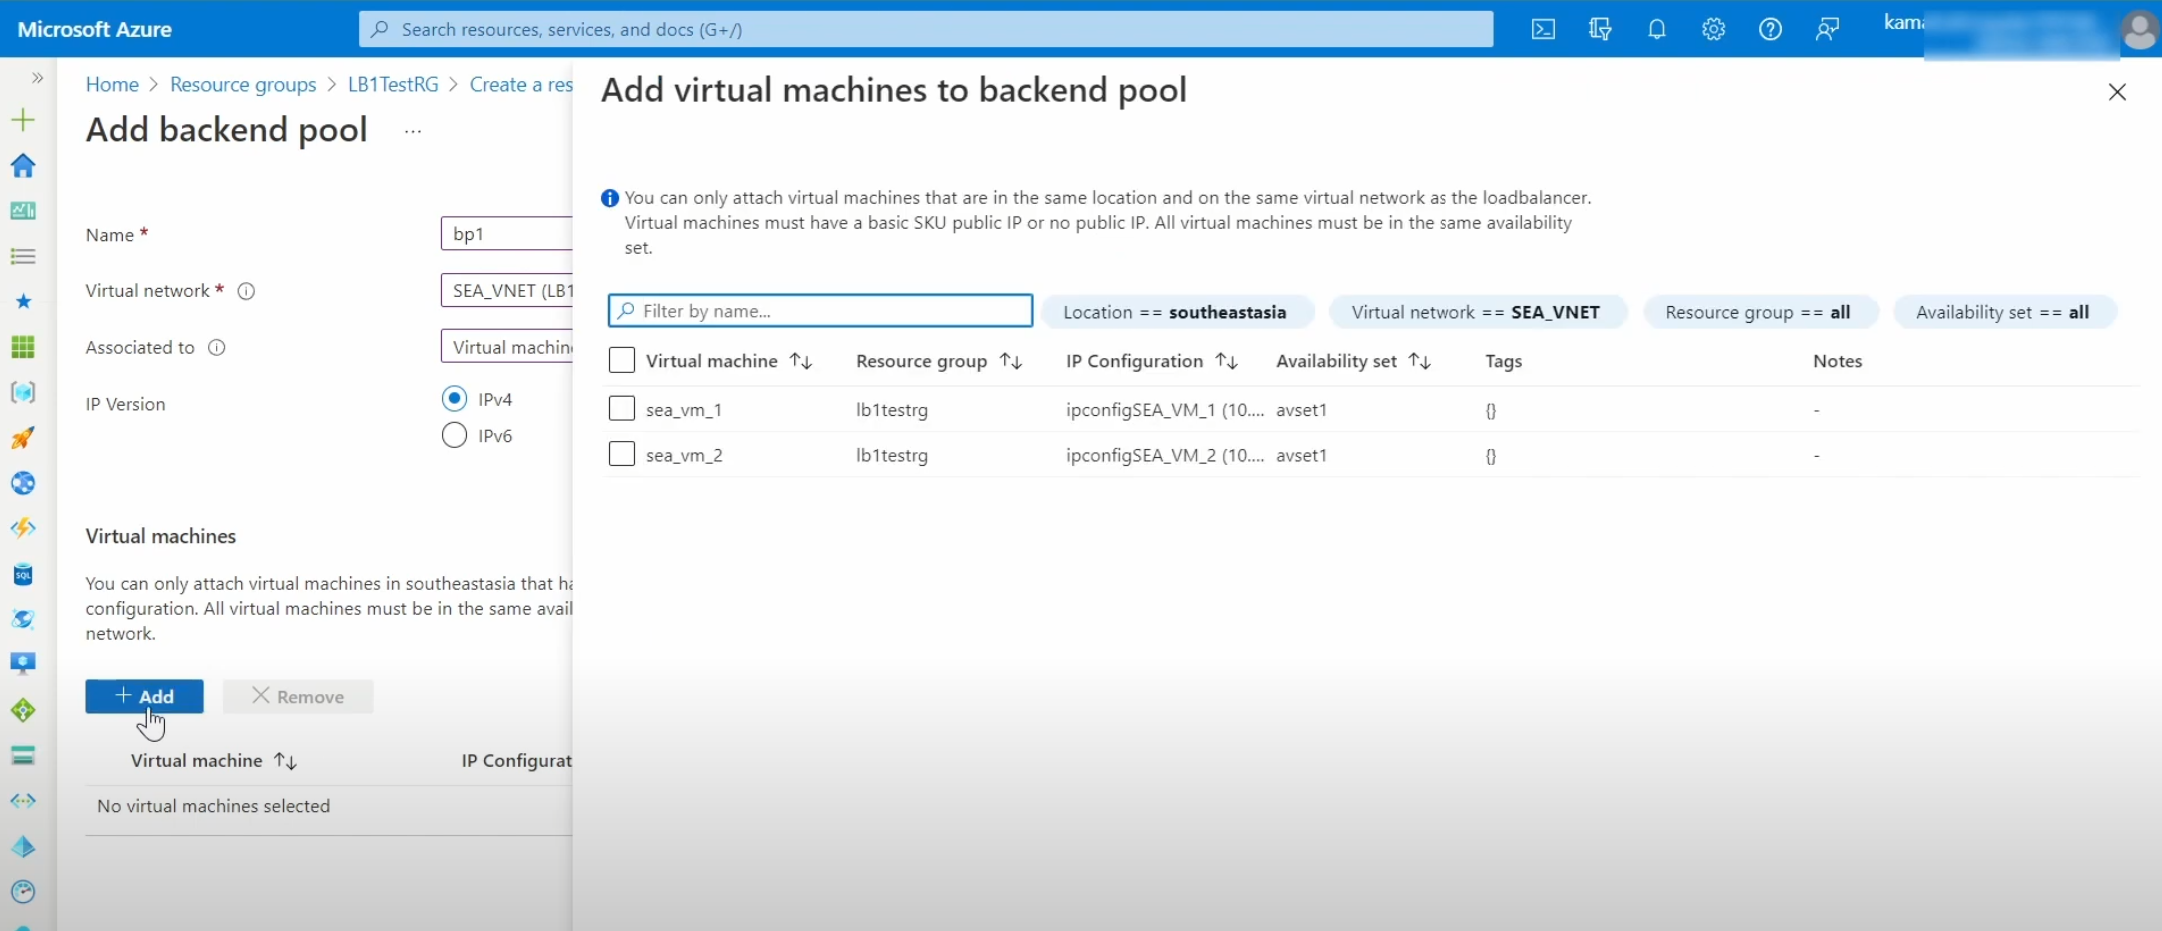 Microsoft Azure
Search resources, services, and docs (G+/)
Home > Resource groups > LB1TestRG > Create a res
Add backend pool ...
Name *
bp1
Virtual network *
SEA_VNET (LB1
Associated to
Virtual machin
IP Version
IPv4
IPv6
Virtual machines
You can only attach virtual machines in southeastasia that ha
configuration. All virtual machines must be in the same avail
network.
+ Add
Remove
Virtual machine ↑↓
IP Configurat
No virtual machines selected
Add virtual machines to backend pool
You can only attach virtual machines that are in the same location and on the same virtual network as the loadbalancer.
Virtual machines must have a basic SKU public IP or no public IP. All virtual machines must be in the same availability
set.
Filter by name...
Location == southeastasia
Virtual network == SEA_VNET
Resource group == all
Availability set == all
Virtual machine ↑↓ Resource group ↑↓ IP Configuration ↑↓ Availability set ↑↓ Tags Notes
sea_vm_1 lb1testrg ipconfigSEA_VM_1 (10.... avset1 {} -
sea_vm_2 lb1testrg ipconfigSEA_VM_2 (10.... avset1 {} -